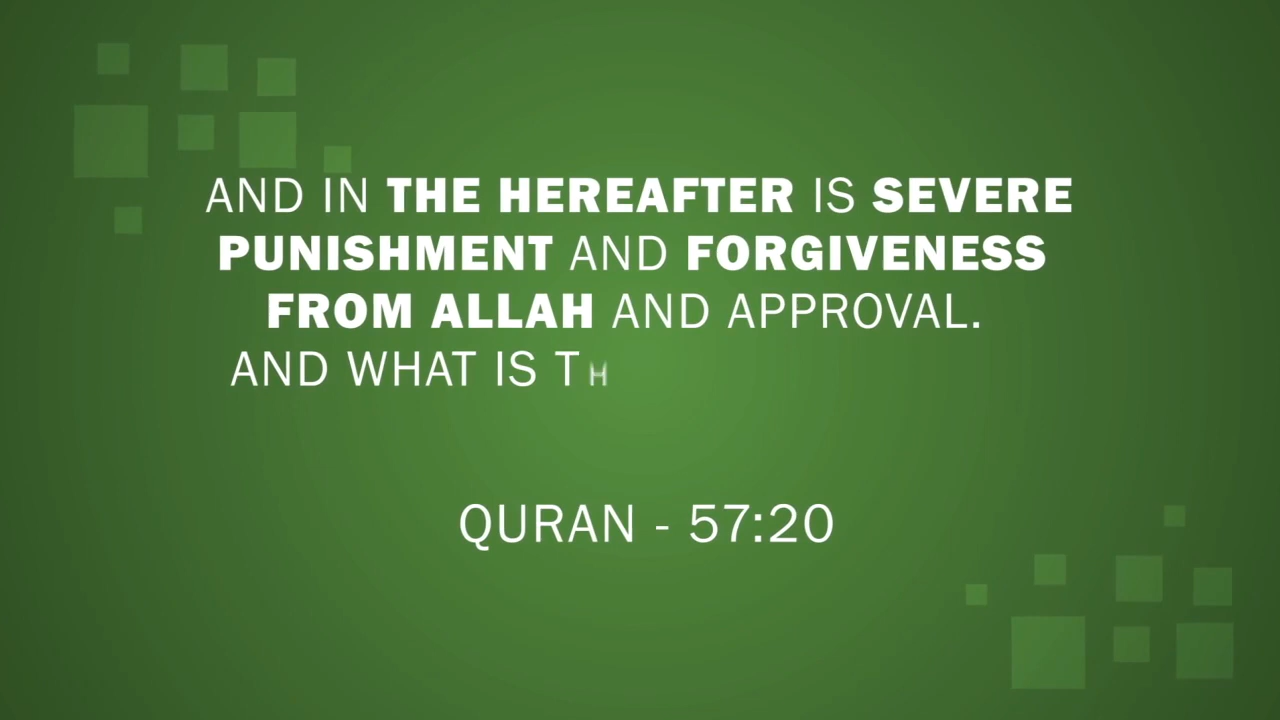 AND IN THE HEREAFTER IS SEVERE
PUNISHMENT AND FORGIVENESS
FROM ALLAH AND APPROVAL.
AND WHAT IS TH
QURAN - 57:20